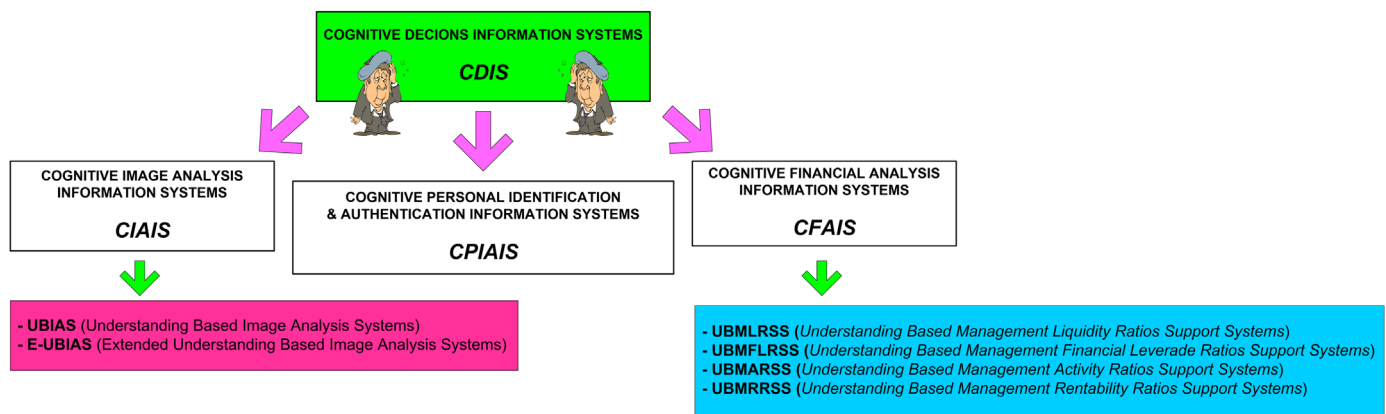 COGNITIVE DECIONS INFORMATION SYSTEMS
CDIS
COGNITIVE IMAGE ANALYSIS
INFORMATION SYSTEMS
CIAIS
COGNITIVE PERSONAL IDENTIFICATION
& AUTHENTICATION INFORMATION SYSTEMS
CPIAIS
COGNITIVE FINANCIAL ANALYSIS
INFORMATION SYSTEMS
CFAIS
- UBIAS (Understanding Based Image Analysis Systems)
- E-UBIAS (Extended Understanding Based Image Analysis Systems)
- UBMLRSS (Understanding Based Management Liquidity Ratios Support Systems)
- UBMFLRSS (Understanding Based Management Financial Leverade Ratios Support Systems)
- UBMARSS (Understanding Based Management Activity Ratios Support Systems)
- UBMRRSS (Understanding Based Management Rentability Ratios Support Systems)